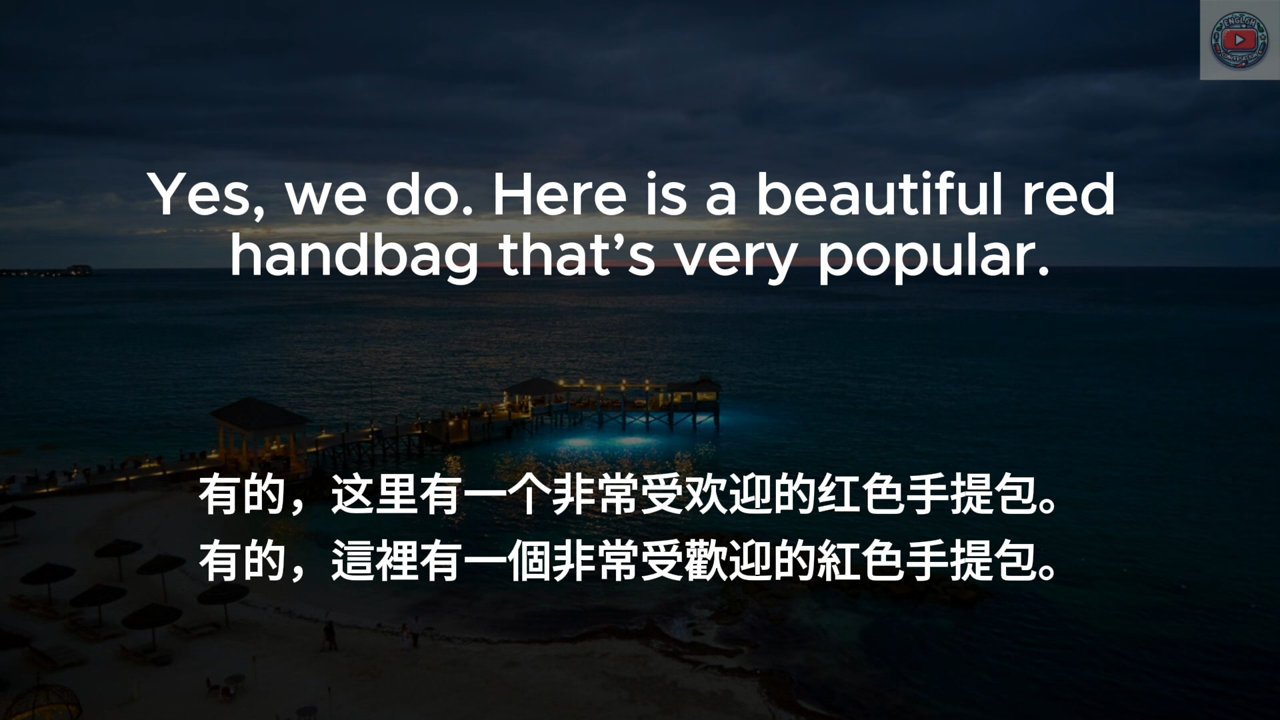 Yes, we do. Here is a beautiful red
handbag that’s very popular.
有的，这里有一个非常受欢迎的红色手提包。
有的，這裡有一個非常受歡迎的紅色手提包。